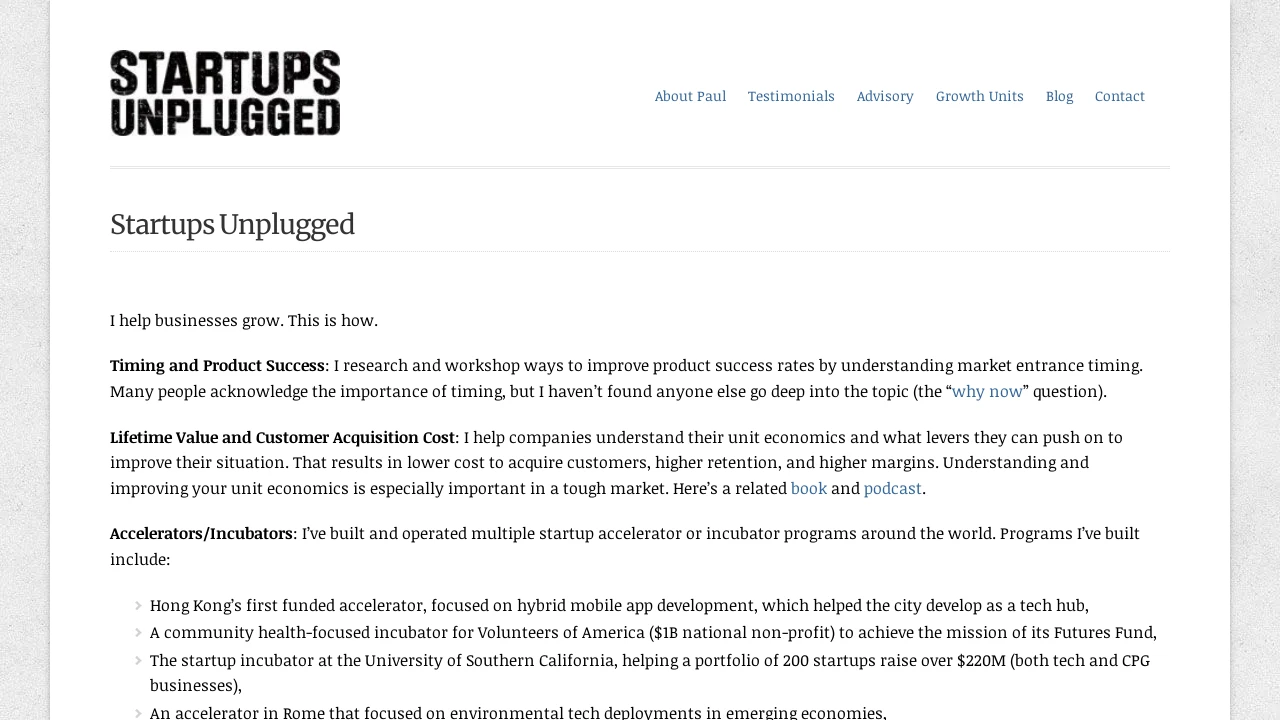 STARTUPS
UNPLUGGED
About Paul Testimonials Advisory Growth Units Blog Contact
Startups Unplugged
I help businesses grow. This is how.
Timing and Product Success: I research and workshop ways to improve product success rates by understanding market entrance timing.
Many people acknowledge the importance of timing, but I haven’t found anyone else go deep into the topic (the “why now” question).
Lifetime Value and Customer Acquisition Cost: I help companies understand their unit economics and what levers they can push on to
improve their situation. That results in lower cost to acquire customers, higher retention, and higher margins. Understanding and
improving your unit economics is especially important in a tough market. Here’s a related book and podcast.
Accelerators/Incubators: I’ve built and operated multiple startup accelerator or incubator programs around the world. Programs I’ve built
include:
Hong Kong’s first funded accelerator, focused on hybrid mobile app development, which helped the city develop as a tech hub,
A community health-focused incubator for Volunteers of America ($1B national non-profit) to achieve the mission of its Futures Fund,
The startup incubator at the University of Southern California, helping a portfolio of 200 startups raise over $220M (both tech and CPG
businesses),
An accelerator in Rome that focused on environmental tech deployments in emerging economies,